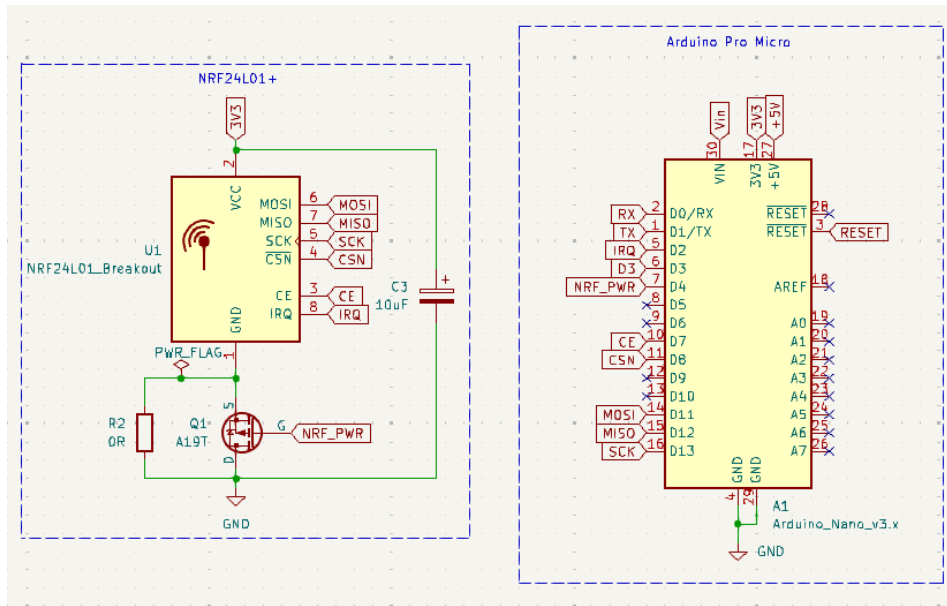 NRF24L01+
3V3
2
VCC
MOSI 6 MOSI
MISO 7 MISO
SCK 5 SCK
CSN 4 CSN
CE 3 CE
IRQ 8 IRQ
GND
1
U1
NRF24L01_Breakout
C3
10uF
+
PWR_FLAG
R2
0R
Q1
A19T
S
G
D
NRF_PWR
GND
Arduino Pro Micro
Vin
3V3
+5V
30
17
27
VIN
3V3
+5V
RX 2 D0/RX
TX 1 D1/TX
IRQ 5 D2
D3 6 D3
NRF_PWR 7 D4
8 D5
9 D6
CE 10 D7
CSN 11 D8
12 D9
13 D10
MOSI 14 D11
MISO 15 D12
SCK 16 D13
RESET 28
RESET 3 RESET
AREF 18
A0 19
A1 20
A2 21
A3 22
A4 23
A5 24
A6 25
A7 26
GND
GND
4
29
A1
Arduino_Nano_v3.x
GND